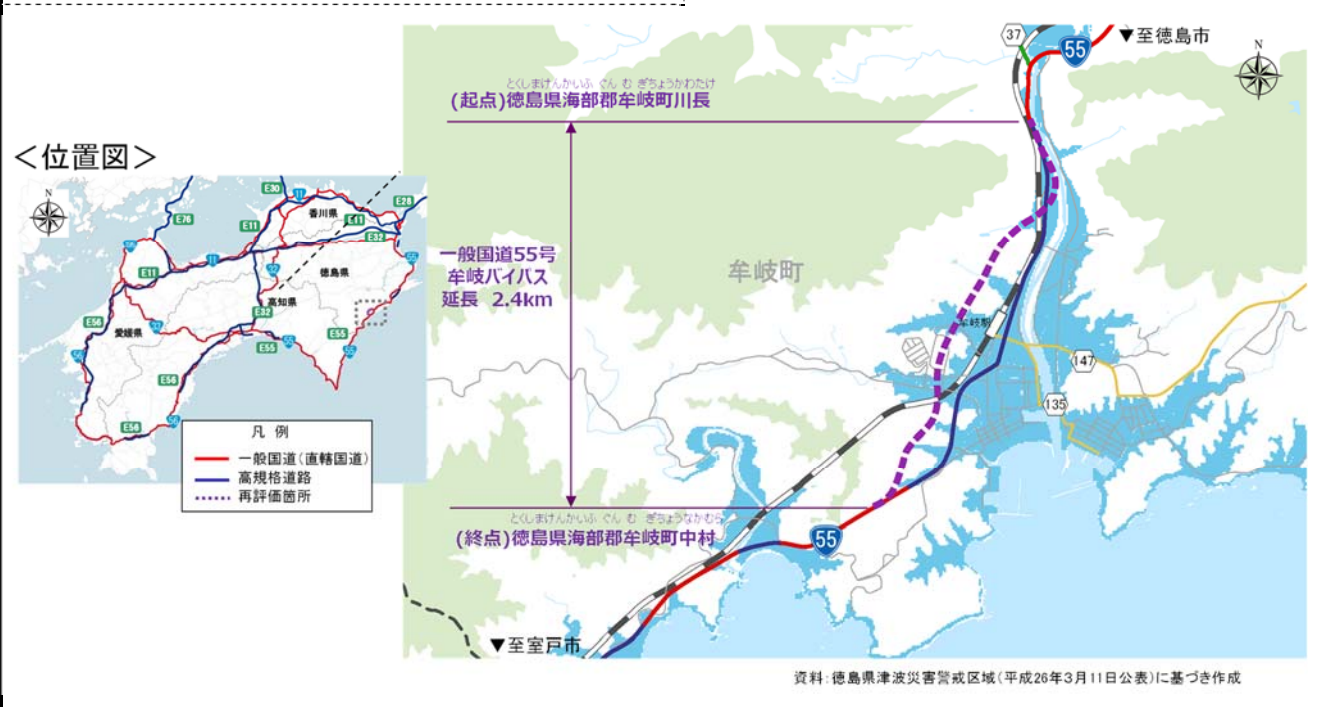 37
55
▼至徳島市
N
とくしまけんかいふ ぐん む ぎちょうかわたけ
(起点)徳島県海部郡牟岐町川長
<位置図>
N
E30
11
E28
香川県
E11
E11
E76
E32
56
11
32
55
E11
徳島県
高知県
E32
E56
愛媛県
33
E55
55
E55
55
56
E56
56
E56
凡 例
一般国道(直轄国道)
高規格道路
再評価箇所
一般国道55号
牟岐バイパス
延長 2.4km
牟岐町
牟岐駅
147
135
とくしまけんかいふ ぐん む ぎちょうなかむら
(終点)徳島県海部郡牟岐町中村
55
▼至室戸市
資料:徳島県津波災害警戒区域(平成26年3月11日公表)に基づき作成